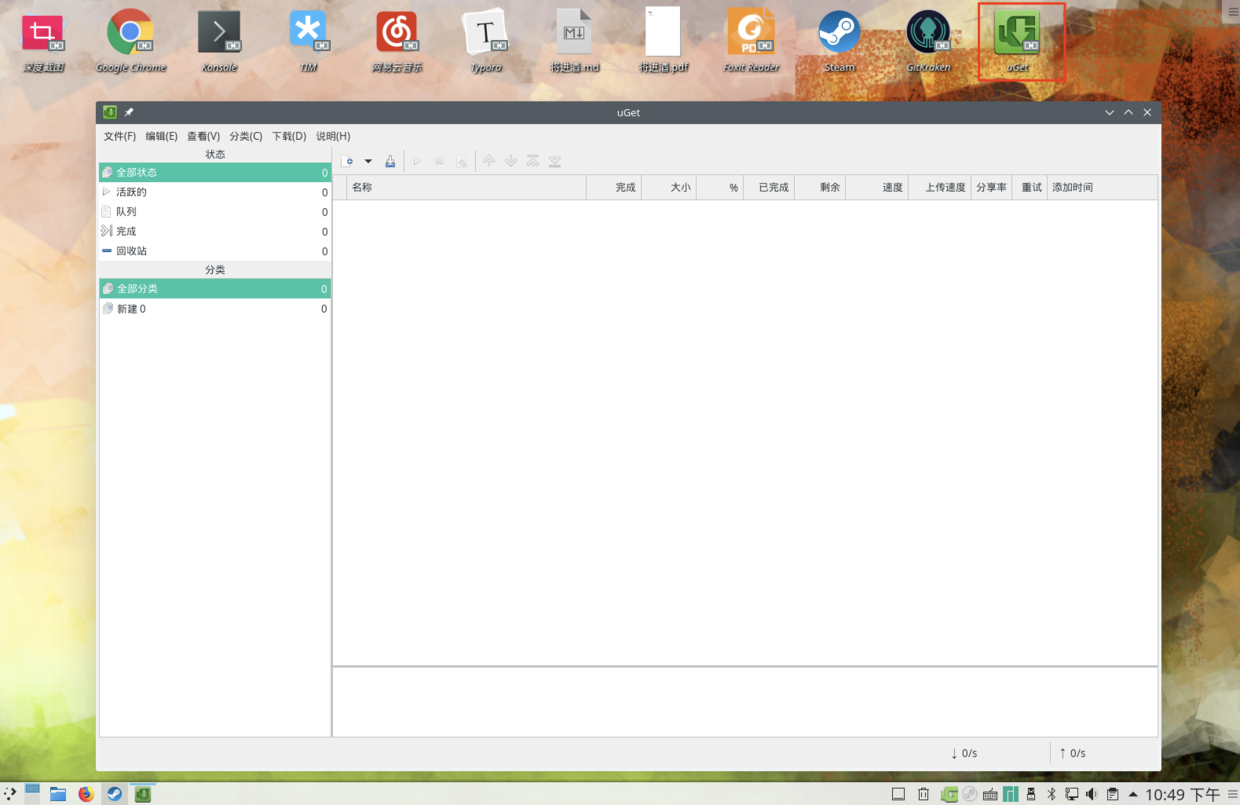 深度截图
Google Chrome
Konsole
TIM
网易云音乐
Typora
将进酒.md
将进酒.pdf
Foxit Reader
Steam
GitKraken
uGet
uGet
文件(F) 编辑(E) 查看(V) 分类(C) 下载(D) 说明(H)
状态
全部状态 0
活跃的 0
队列 0
完成 0
回收站 0
分类
全部分类 0
新建 0 0
名称 完成 大小 % 已完成 剩余 速度 上传速度 分享率 重试 添加时间
↓ 0/s ↑ 0/s
10:49 下午